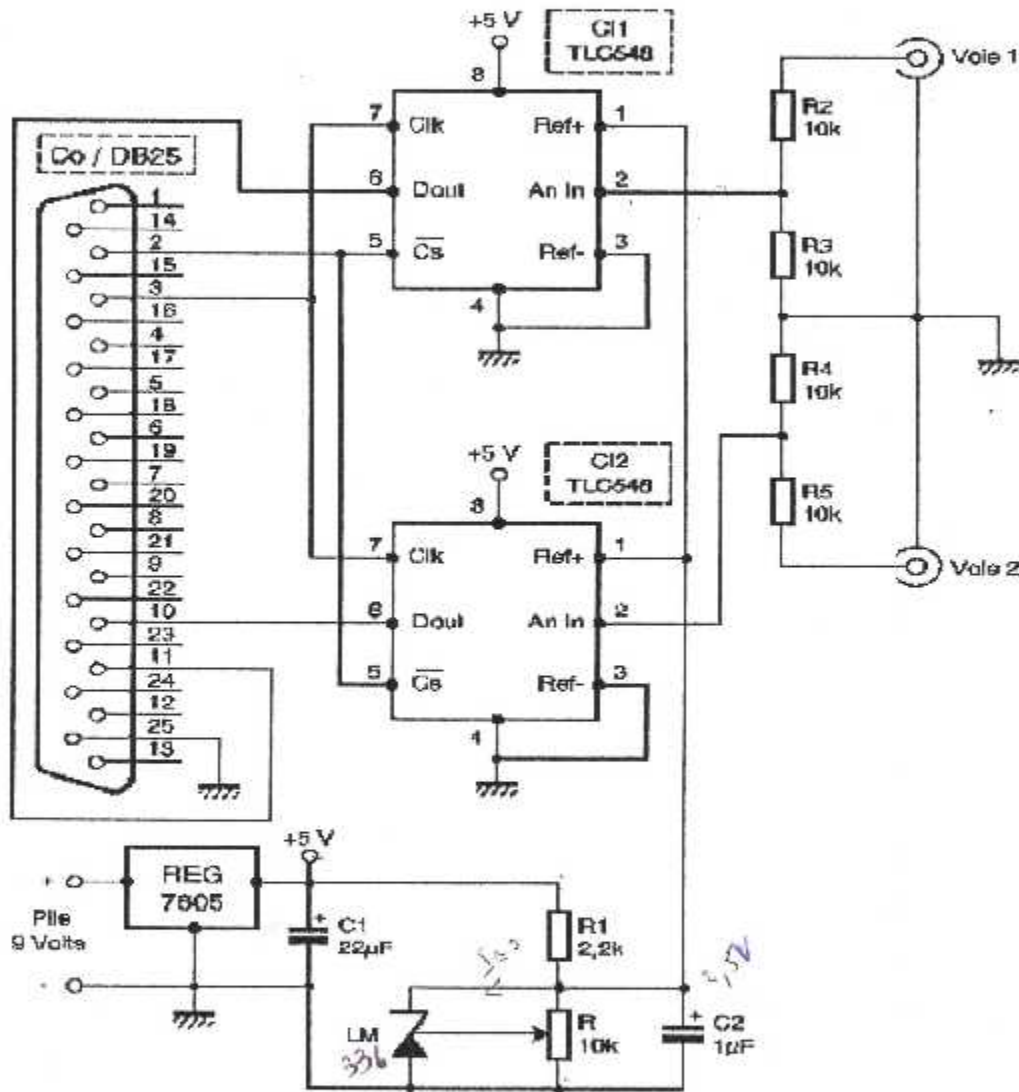 +5 V
CI1
TLC548
8
7
Clk
Ref+
1
6
Dout
An In
2
5
Cs
Ref-
3
4
Voie 1
R2
10k
R3
10k
R4
10k
R5
10k
Voie 2
Co / DB25
1
14
2
15
3
16
4
17
5
18
6
19
7
20
8
21
9
22
10
23
11
24
12
25
13
+5 V
CI2
TLC548
8
7
Clk
Ref+
1
6
Dout
An In
2
5
Cs
Ref-
3
4
+5 V
REG
7805
+
Pile
9 Volts
-
+
C1
22µF
R1
2,2k
2,5V
LM
336
R
10k
+
C2
1µF